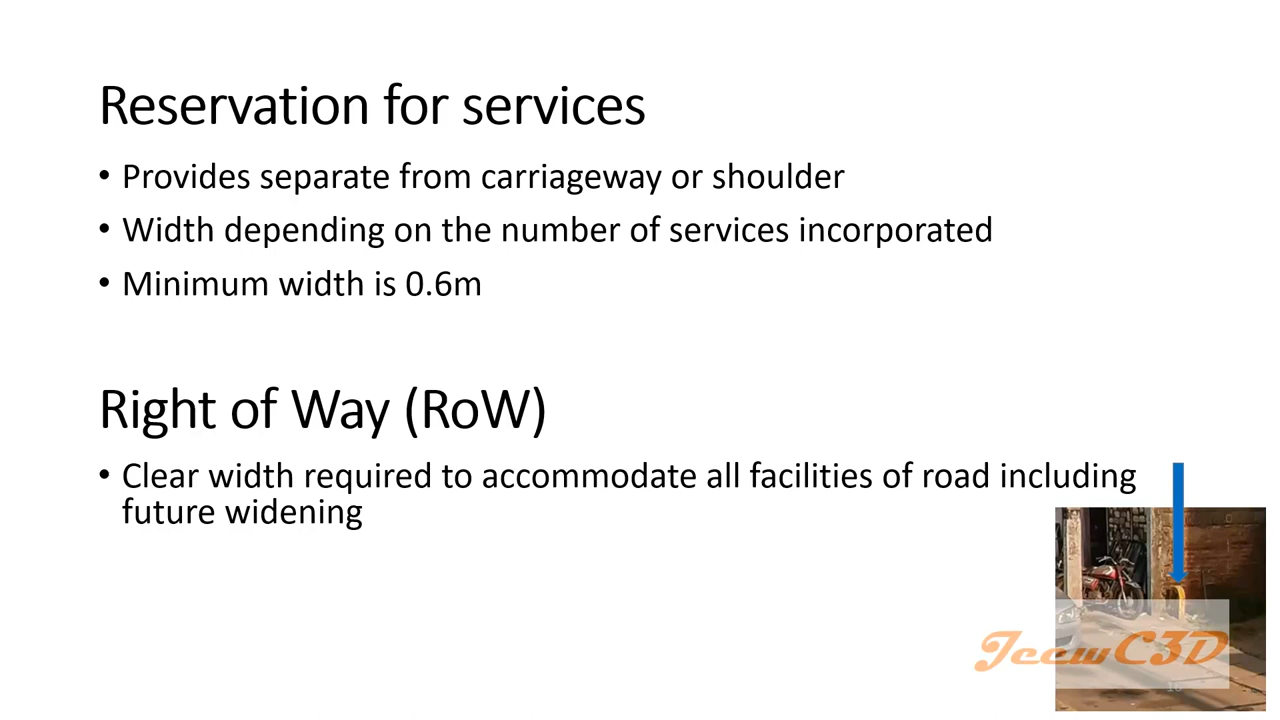 Reservation for services
• Provides separate from carriageway or shoulder
• Width depending on the number of services incorporated
• Minimum width is 0.6m
Right of Way (RoW)
• Clear width required to accommodate all facilities of road including
future widening
JeewC3D
16